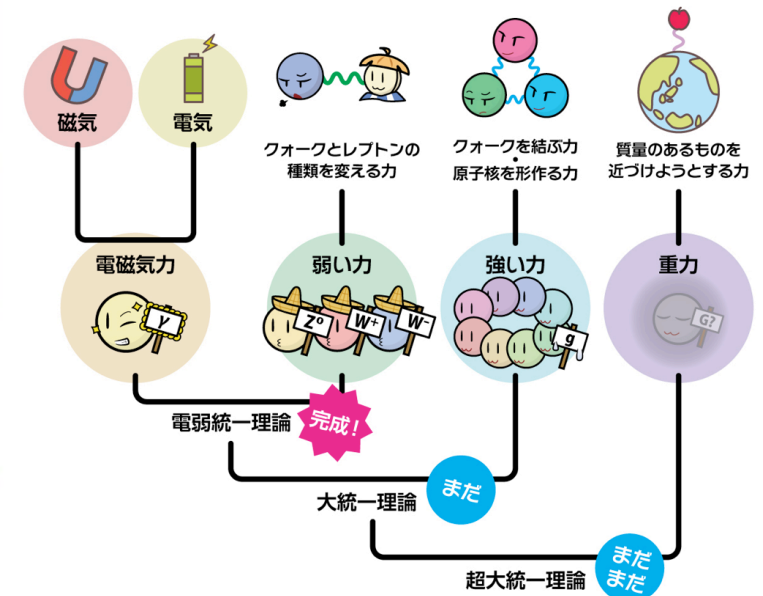 磁気
電気
クォークとレプトンの
種類を変える力
クォークを結ぶ力
・
原子核を形作る力
質量のあるものを
近づけようとする力
電磁気力
弱い力
強い力
重力
γ
Z⁰
W⁺
W⁻
g
G?
電弱統一理論
完成!
大統一理論
まだ
超大統一理論
まだ
まだ